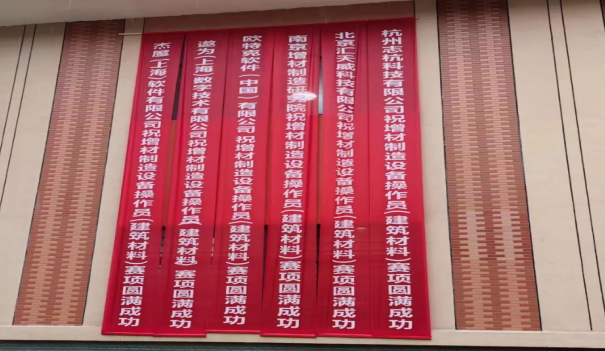 杭州志杭科技有限公司祝增材制造设备操作员(建筑材料)赛项圆满成功
北京汇天威科技有限公司祝增材制造设备操作员(建筑材料)赛项圆满成功
南京增材制造研究院祝增材制造设备操作员(建筑材料)赛项圆满成功
欧特克软件(中国)有限公司祝增材制造设备操作员(建筑材料)赛项圆满成功
遨为(上海)数字技术有限公司祝增材制造设备操作员(建筑材料)赛项圆满成功
杰魔(上海)软件有限公司祝增材制造设备操作员(建筑材料)赛项圆满成功